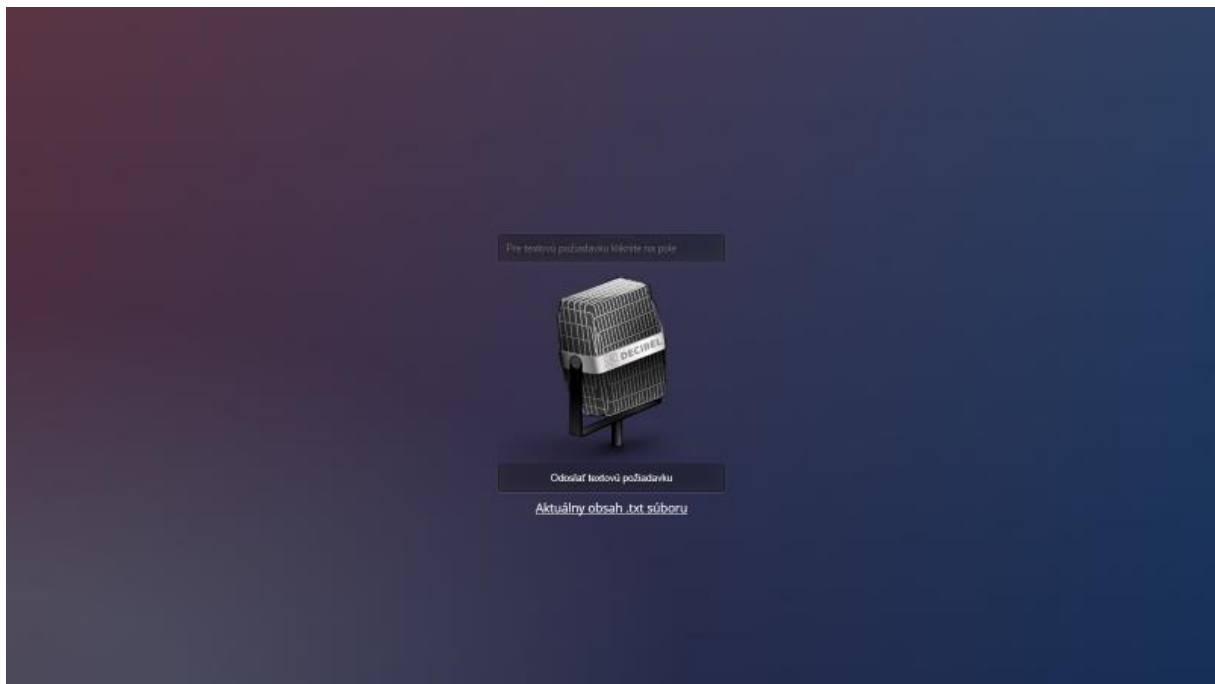 Pre textovú požiadavku kliknite na pole
DECIBEL
Odoslať textovú požiadavku
Aktuálny obsah .txt súboru